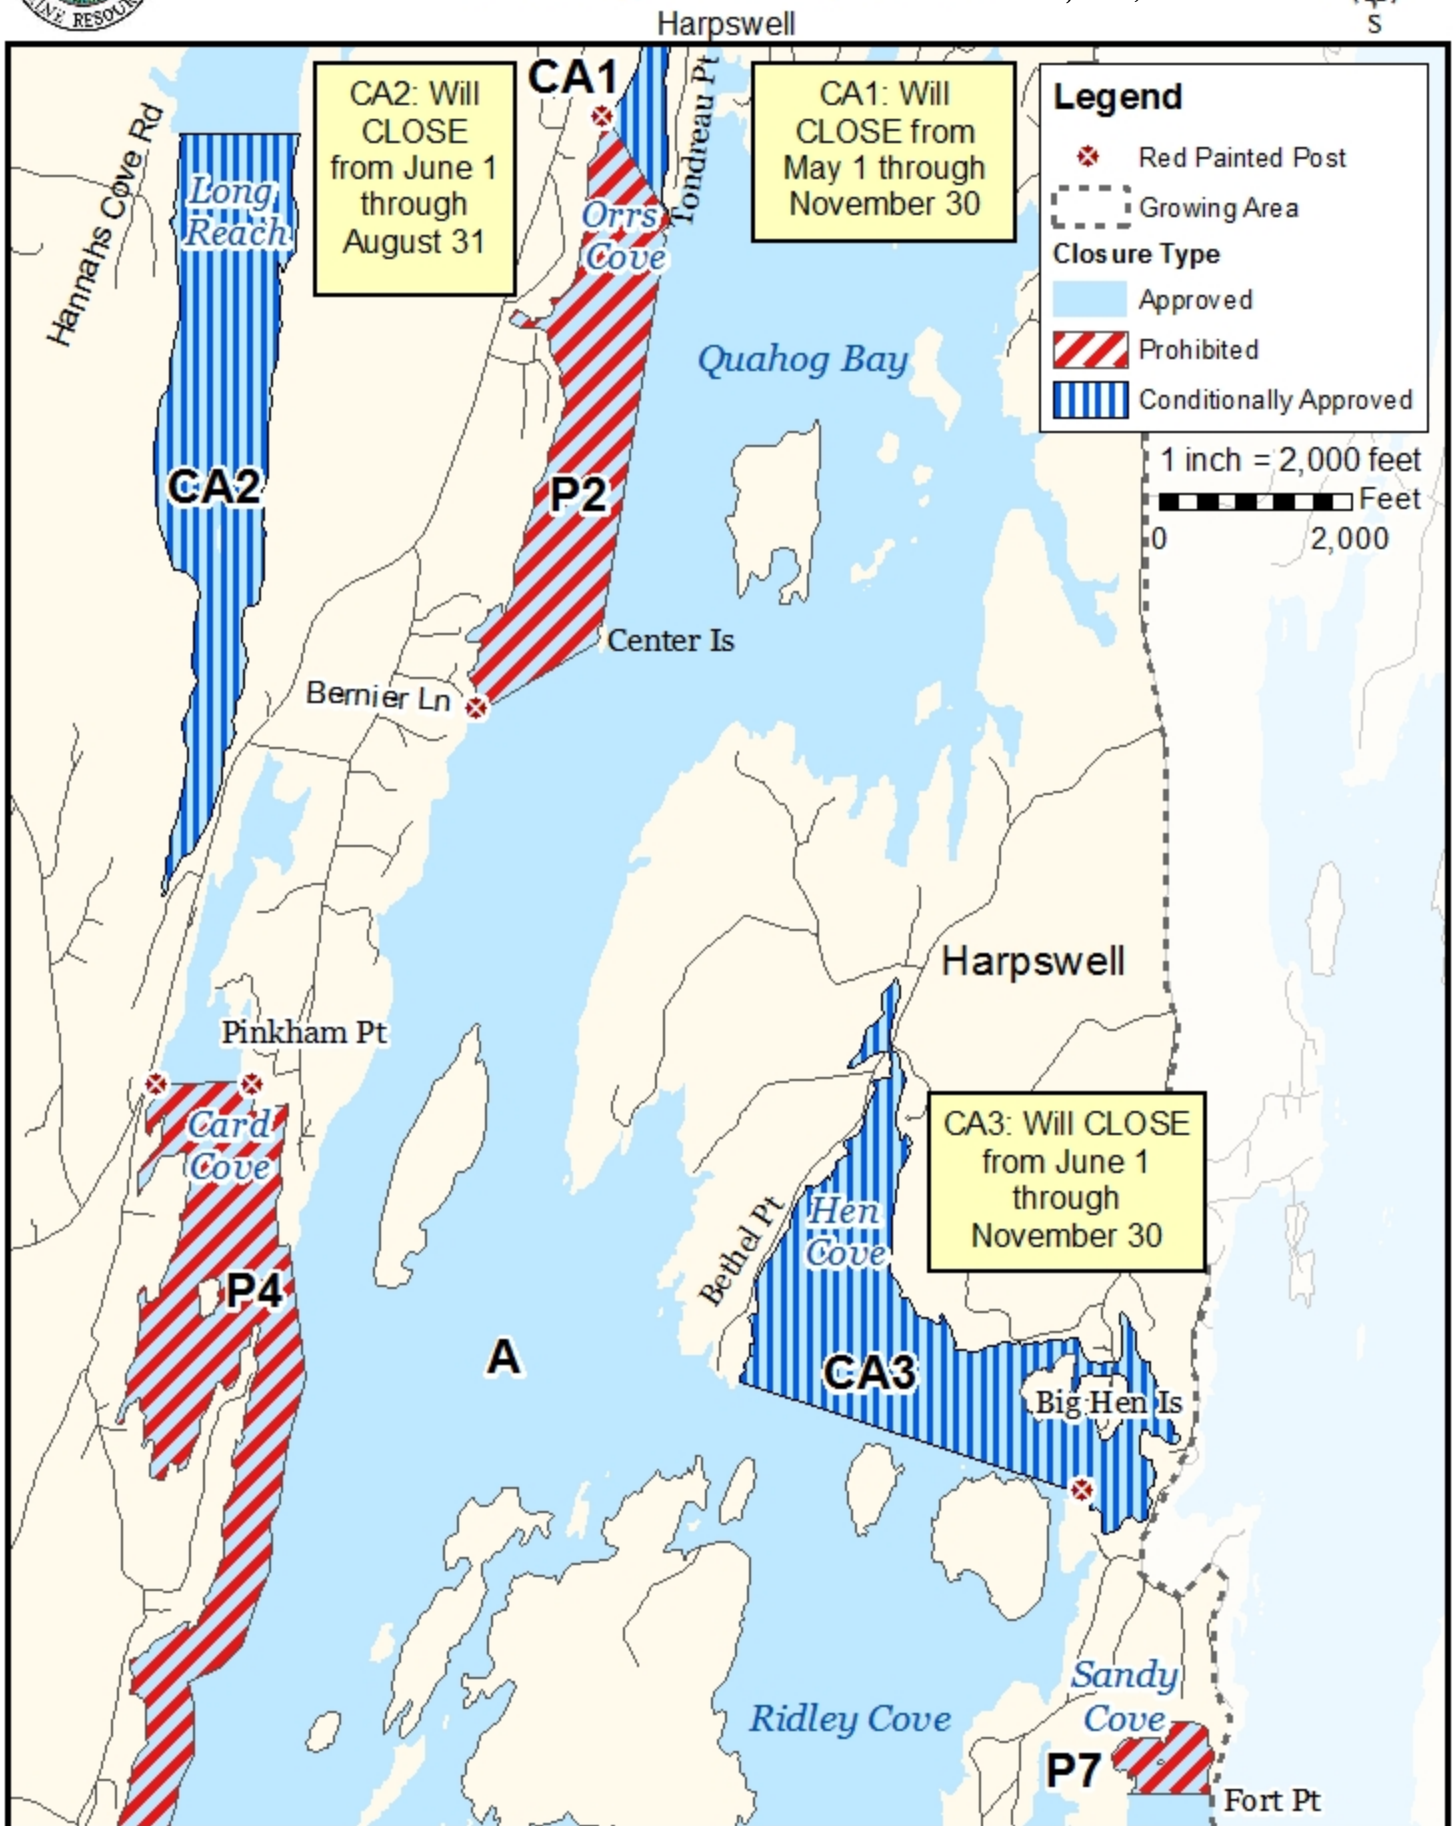 INE RESOUR
Harpswell
S
CA1
CA2: Will
CLOSE
from June 1
through
August 31
CA1: Will
CLOSE from
May 1 through
November 30
Legend
Red Painted Post
Growing Area
Closure Type
Approved
Prohibited
Conditionally Approved
1 inch = 2,000 feet
Feet
0 2,000
Hannahs Cove Rd
Long
Reach
Tondreau Pt
Orrs
Cove
Quahog Bay
CA2
P2
Center Is
Bernier Ln
Harpswell
Pinkham Pt
Card
Cove
CA3: Will CLOSE
from June 1
through
November 30
Bethel Pt
Hen
Cove
P4
A
CA3
Big Hen Is
Sandy
Cove
Ridley Cove
P7
Fort Pt